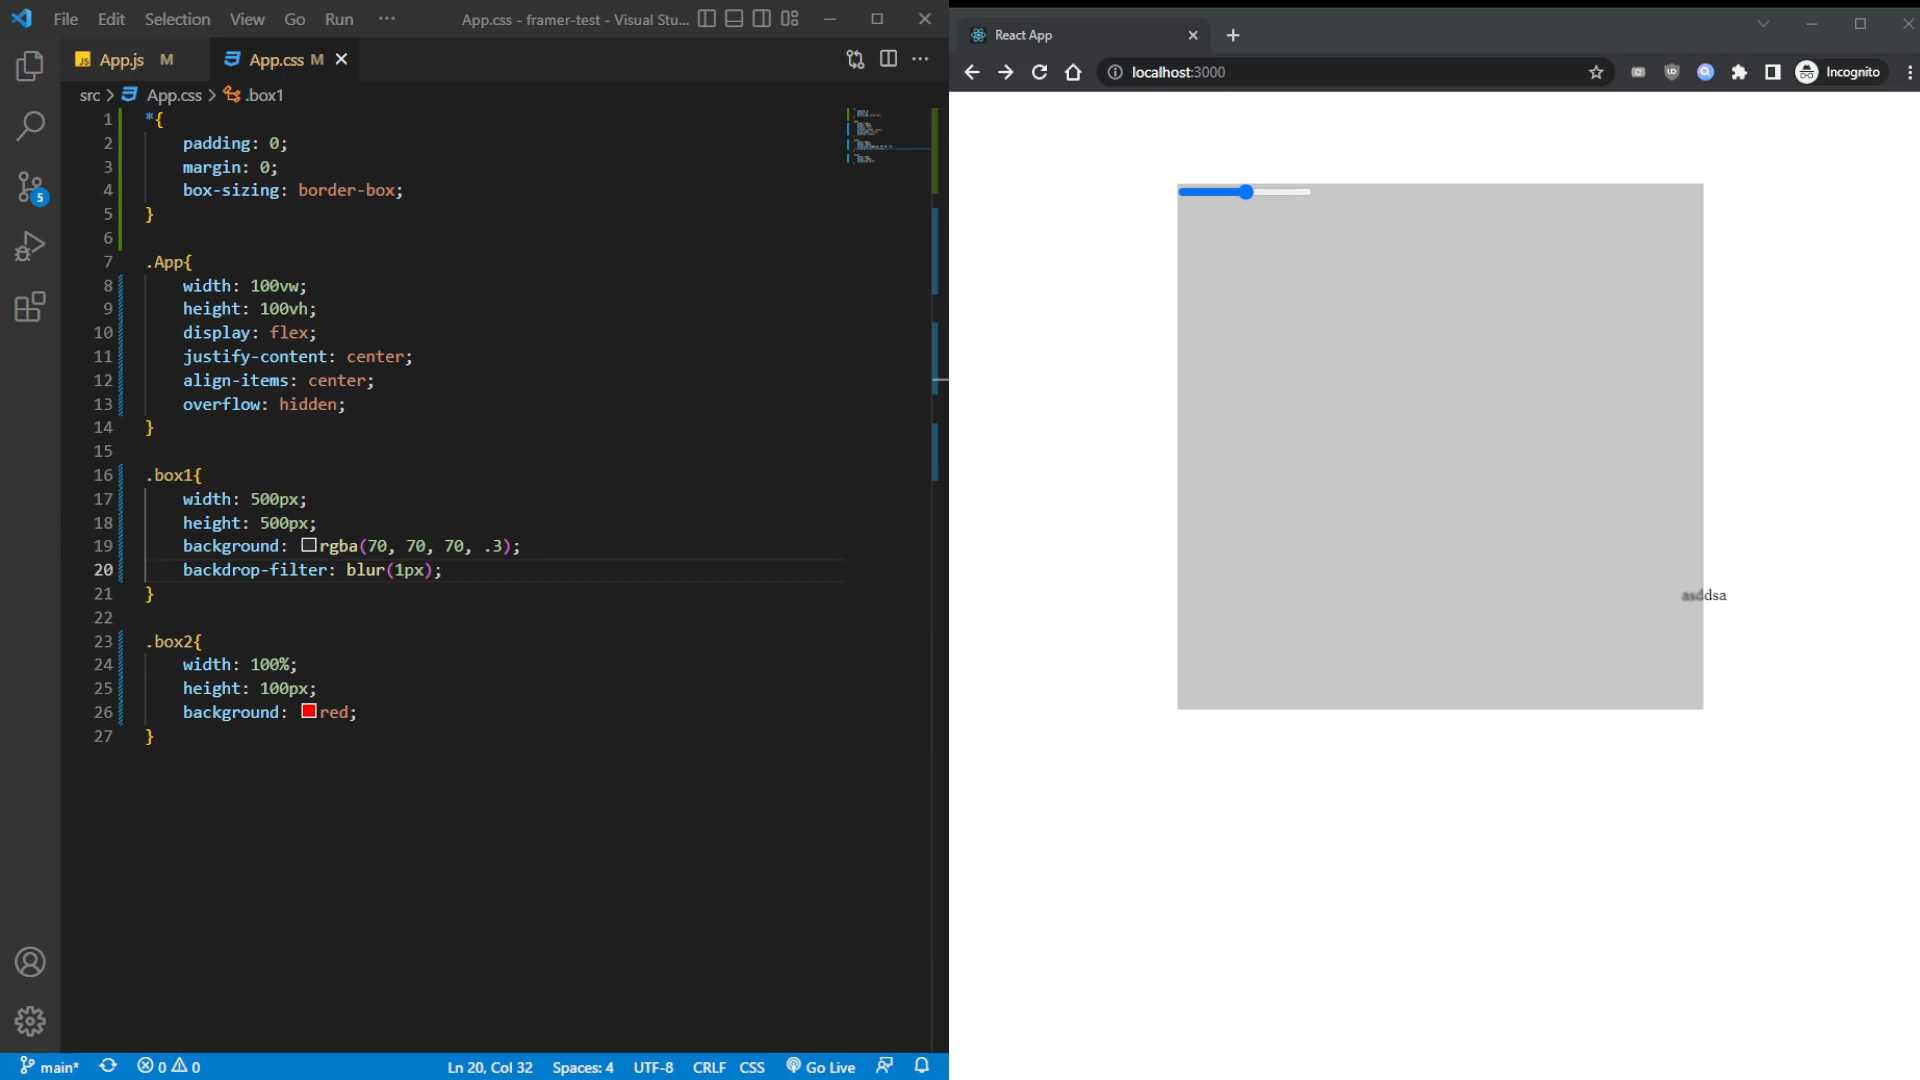 File Edit Selection View Go Run ··· App.css - framer-test - Visual Stu...
App.js M App.css M
src > App.css > .box1
1 *{
2 padding: 0;
3 margin: 0;
4 box-sizing: border-box;
5 }
6
7 .App{
8 width: 100vw;
9 height: 100vh;
10 display: flex;
11 justify-content: center;
12 align-items: center;
13 overflow: hidden;
14 }
15
16 .box1{
17 width: 500px;
18 height: 500px;
19 background: rgba(70, 70, 70, .3);
20 backdrop-filter: blur(1px);
21 }
22
23 .box2{
24 width: 100%;
25 height: 100px;
26 background: red;
27 }
5
main* 0 0 Ln 20, Col 32 Spaces: 4 UTF-8 CRLF CSS Go Live
React App
localhost:3000 Incognito
asddsa